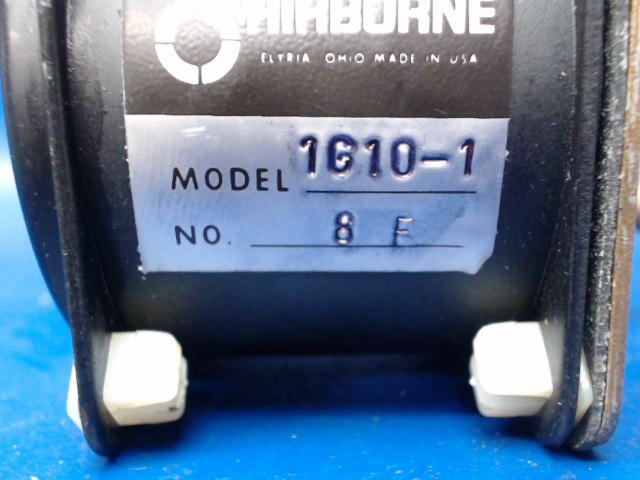 AIRBORNE
ELYRIA, OHIO MADE IN USA
MODEL 1G10-1
NO. 8 E